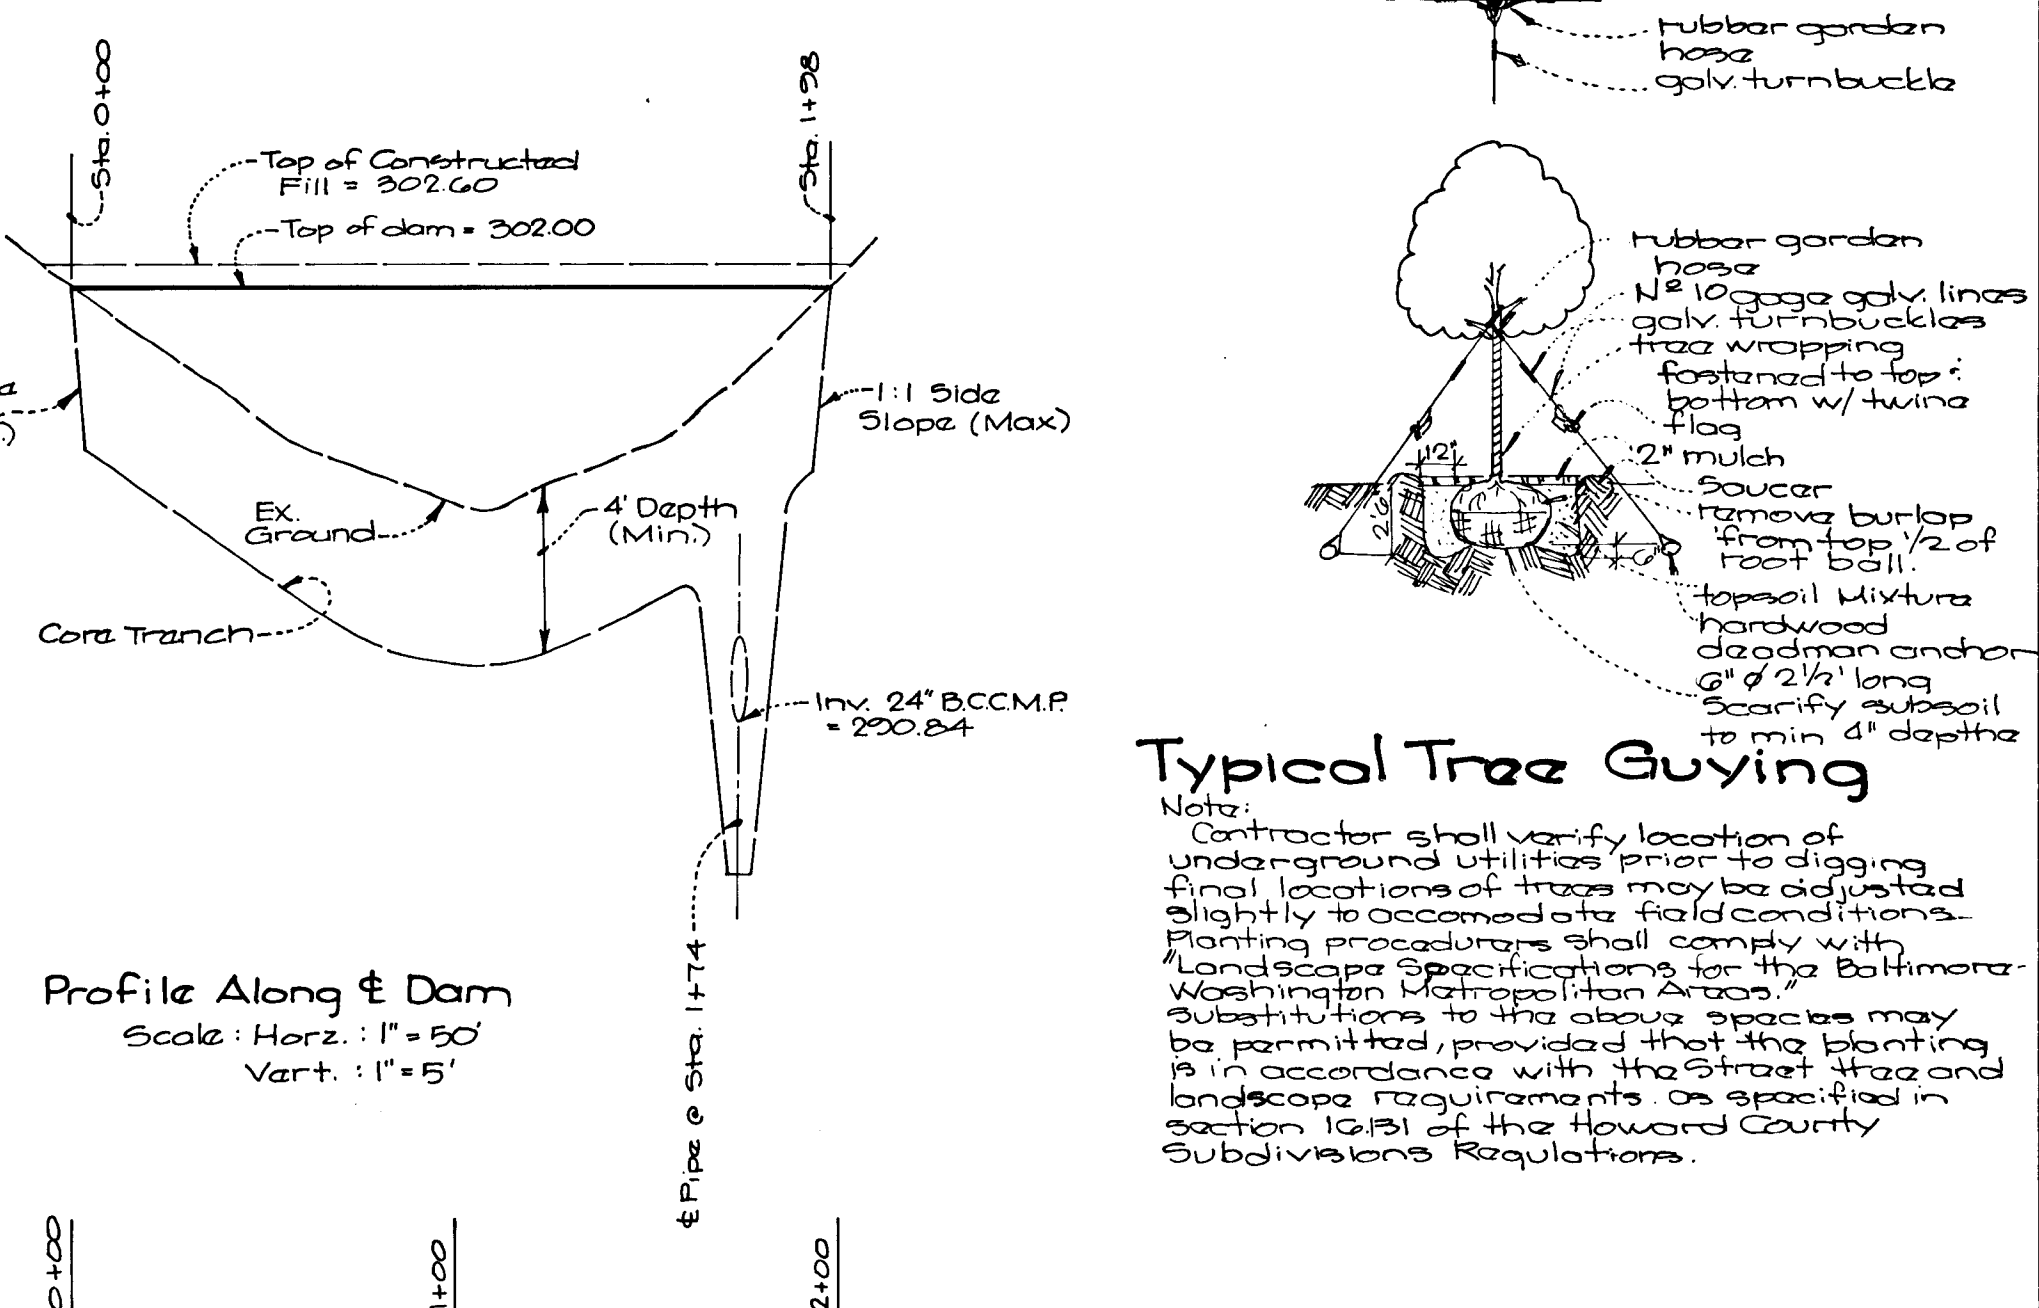 Sta. 0+00
Sta. 1+98
Top of Constructed
Fill = 302.60
Top of dam = 302.00
1:1 Side
Slope (Max)
Ex.
Ground
4' Depth
(Min.)
Core Trench
Inv. 24" B.C.C.M.P.
= 290.84
℄ Pipe @ Sta. 1+74
Profile Along ℄ Dam
Scale : Horz. : 1" = 50'
Vert. : 1" = 5'
0+00
1+00
2+00
rubber garden
hose
galv. turnbuckle
rubber garden
hose
Nº 10 gage galv. lines
galv. turnbuckles
tree wrapping
fastened to top &
bottom w/ twine
flag
2" mulch
saucer
remove burlap
from top 1/2 of
root ball.
topsoil Mixture
hardwood
deadman anchor
6" ø 2 1/2' long
Scarify subsoil
to min 4" depthe
12"
2'0"
6"
Typical Tree Guying
Note:
Contractor shall verify location of
underground utilities prior to digging
final locations of trees may be adjusted
slightly to accomodate field conditions.
Planting procedurers shall comply with
"Landscape Specifications for the Baltimore-
Washington Metropolitan Areas."
Substitutions to the above species may
be permitted, provided that the planting
is in accordance with the Street tree and
landscape requirements. as specified in
section 16.131 of the Howard County
Subdivisions Regulations.